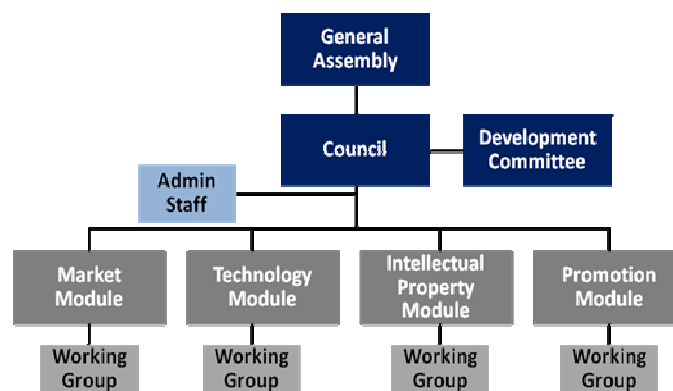 General
Assembly
Council
Development
Committee
Admin
Staff
Market
Module
Technology
Module
Intellectual
Property
Module
Promotion
Module
Working
Group
Working
Group
Working
Group
Working
Group